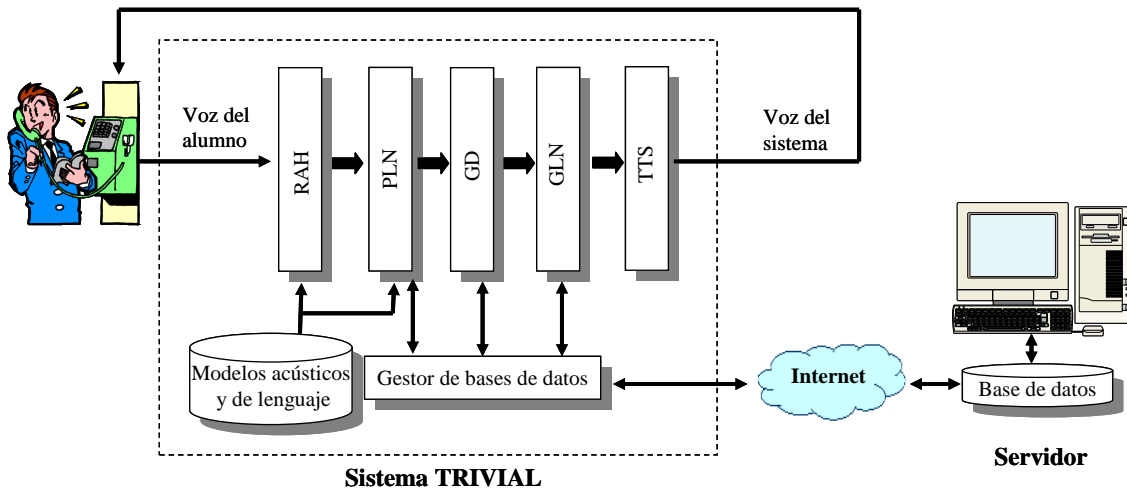 Voz del
alumno
RAH
PLN
GD
GLN
TTS
Voz del
sistema
Modelos acústicos
y de lenguaje
Gestor de bases de datos
Internet
Base de datos
Servidor
Sistema TRIVIAL